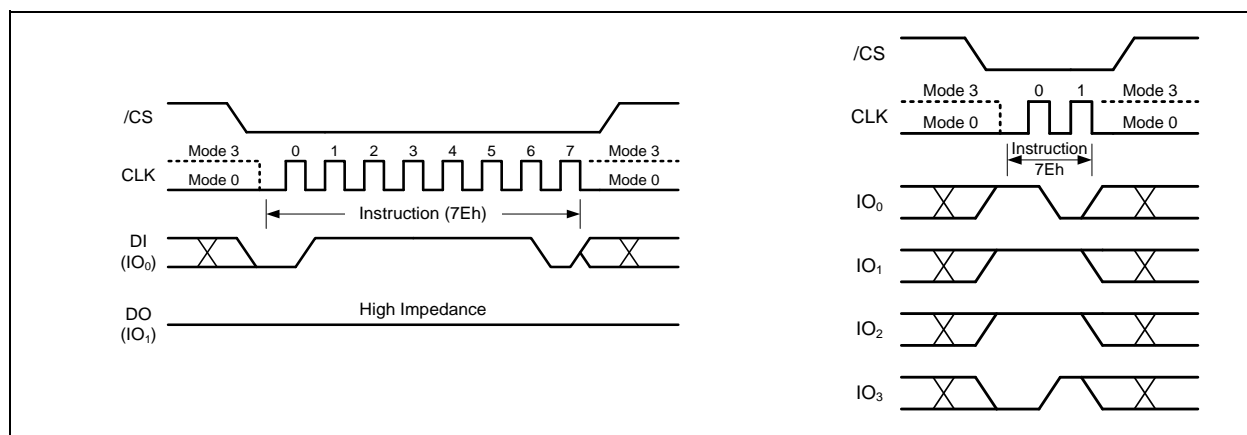 /CS
Mode 3 0 1 2 3 4 5 6 7 Mode 3
CLK Mode 0 Mode 0
Instruction (7Eh)
DI
(IO₀)
High Impedance
DO
(IO₁)
/CS
Mode 3 0 1 Mode 3
CLK Mode 0 Mode 0
Instruction
7Eh
IO₀
IO₁
IO₂
IO₃